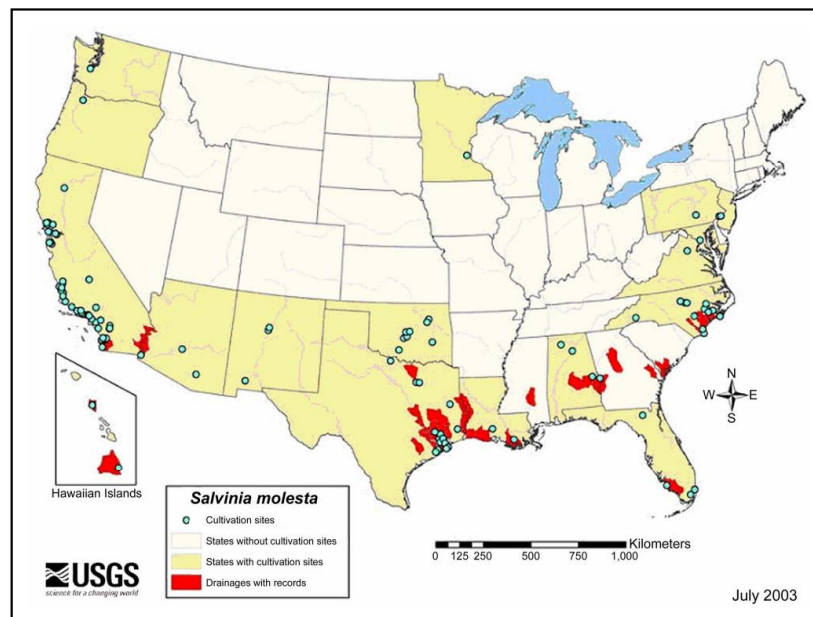 Hawaiian Islands
Salvinia molesta
Cultivation sites
States without cultivation sites
States with cultivation sites
Drainages with records
N
W E
S
Kilometers
0 125 250 500 750 1,000
USGS
science for a changing world
July 2003